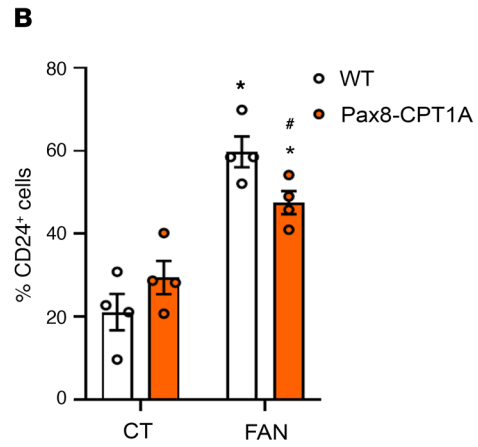 B
WT
Pax8-CPT1A
% CD24+ cells
80
60
40
20
0
*
#
*
CT
FAN